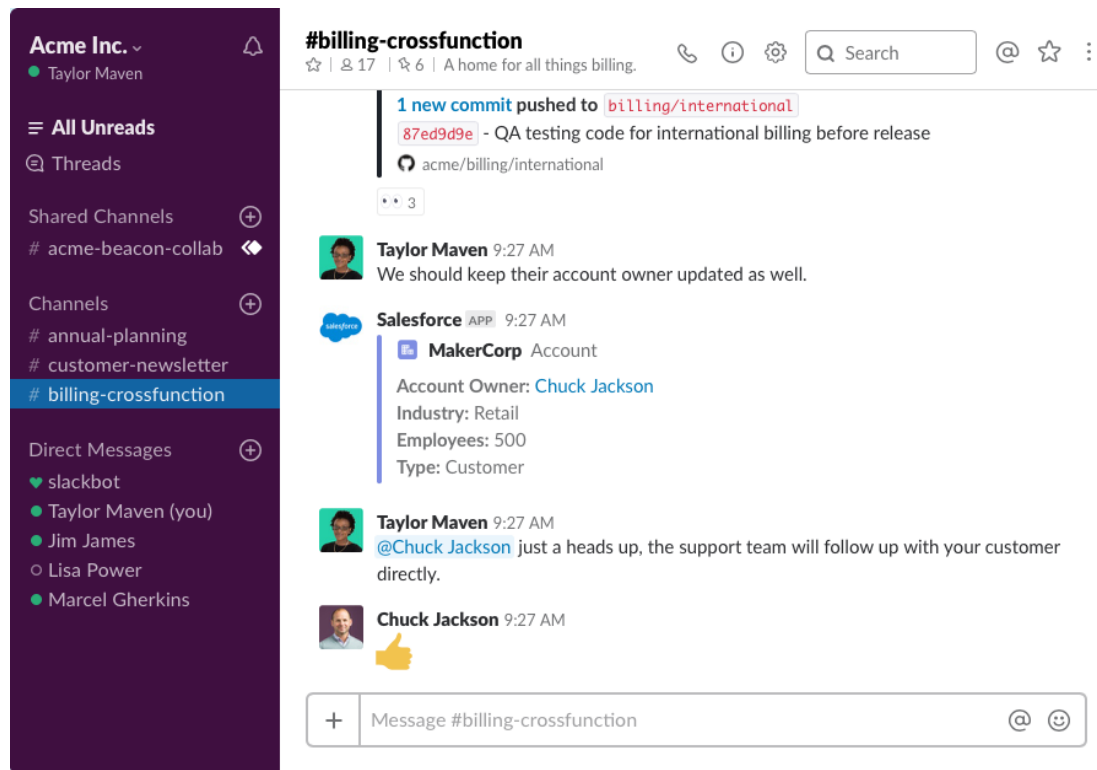 Acme Inc.
Taylor Maven
All Unreads
Threads
Shared Channels
# acme-beacon-collab
Channels
# annual-planning
# customer-newsletter
# billing-crossfunction
Direct Messages
slackbot
Taylor Maven (you)
Jim James
Lisa Power
Marcel Gherkins
#billing-crossfunction
17 | 6 | A home for all things billing.
Search
1 new commit pushed to billing/international
87ed9d9e - QA testing code for international billing before release
acme/billing/international
3
Taylor Maven 9:27 AM
We should keep their account owner updated as well.
salesforce
Salesforce APP 9:27 AM
MakerCorp Account
Account Owner: Chuck Jackson
Industry: Retail
Employees: 500
Type: Customer
Taylor Maven 9:27 AM
@Chuck Jackson just a heads up, the support team will follow up with your customer
directly.
Chuck Jackson 9:27 AM
Message #billing-crossfunction